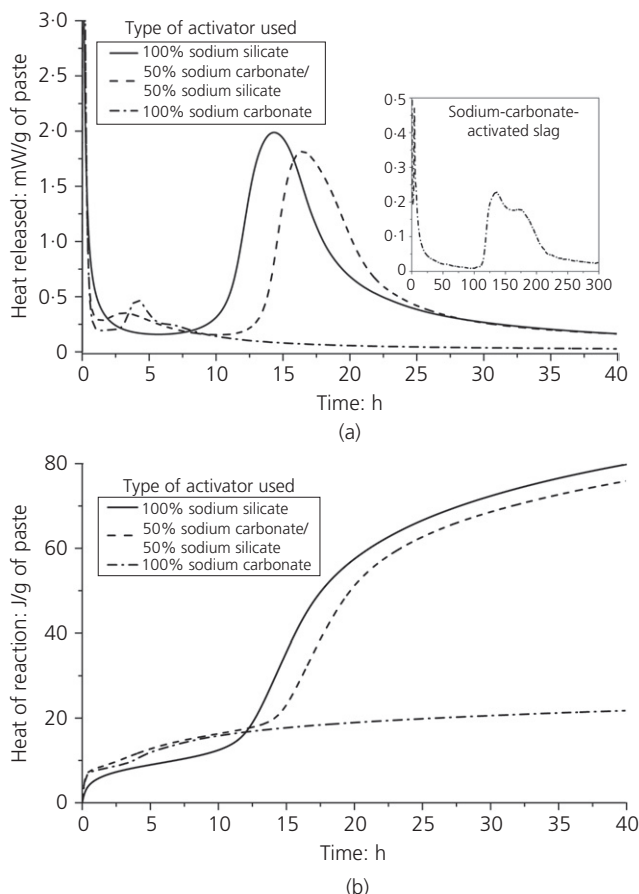 3·0
2·5
2·0
1·5
1·0
0·5
0
Heat released: mW/g of paste
Type of activator used
100% sodium silicate
50% sodium carbonate/
50% sodium silicate
100% sodium carbonate
Sodium-carbonate-
activated slag
0·5
0·4
0·3
0·2
0·1
0
0 50 100 150 200 250 300
0 5 10 15 20 25 30 35 40
Time: h
(a)
80
60
40
20
0
Heat of reaction: J/g of paste
Type of activator used
100% sodium silicate
50% sodium carbonate/
50% sodium silicate
100% sodium carbonate
0 5 10 15 20 25 30 35 40
Time: h
(b)